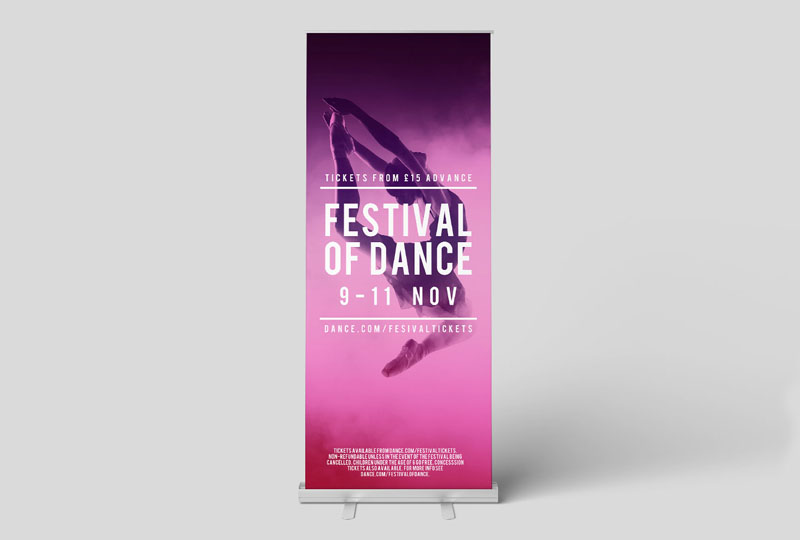 TICKETS FROM £15 ADVANCE
FESTIVAL
OF DANCE
9-11 NOV
DANCE.COM/FESIVALTICKETS
TICKETS AVAILABLE FROM DANCE.COM/FESTIVALTICKETS.
NON-REFUNDABLE UNLESS IN THE EVENT OF THE FESTIVAL BEING
CANCELLED. CHILDREN UNDER THE AGE OF 6 GO FREE. CONCESSSION
TICKETS ALSO AVAILABLE. FOR MORE INFO SEE
DANCE.COM/FESTIVALOFDANCE.